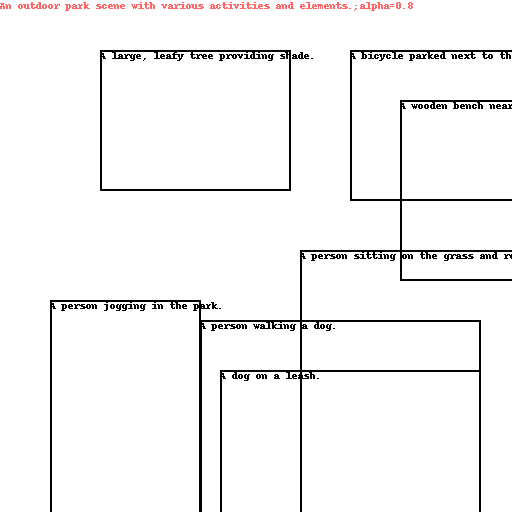 An outdoor park scene with various activities and elements.;alpha=0.8
A large, leafy tree providing shade.
A bicycle parked next to th
A wooden bench near
A person sitting on the grass and re
A person jogging in the park.
A person walking a dog.
A dog on a leash.